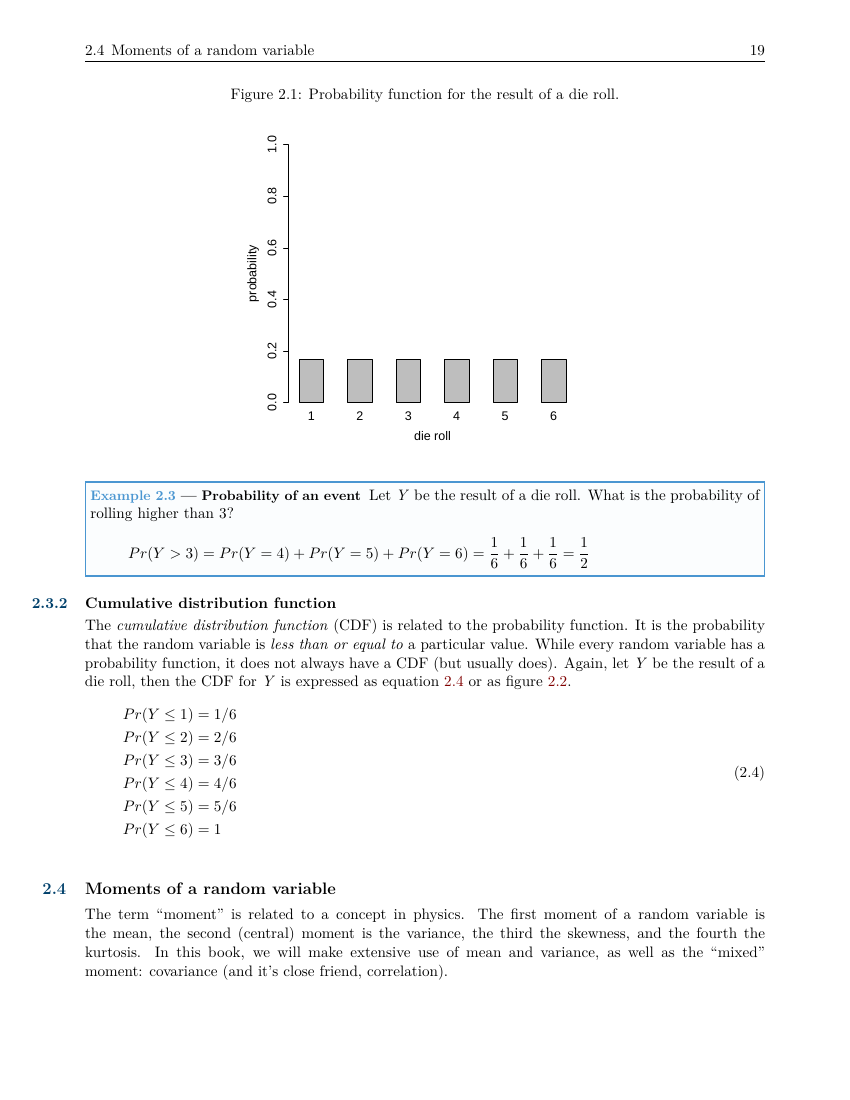 2.4 Moments of a random variable 19
Figure 2.1: Probability function for the result of a die roll.
1.0
0.8
0.6
0.4
0.2
0.0
probability
1 2 3 4 5 6
die roll
Example 2.3 — Probability of an event Let Y be the result of a die roll. What is the probability of
rolling higher than 3?
Pr(Y > 3) = Pr(Y = 4) + Pr(Y = 5) + Pr(Y = 6) = 1/6 + 1/6 + 1/6 = 1/2
2.3.2 Cumulative distribution function
The cumulative distribution function (CDF) is related to the probability function. It is the probability
that the random variable is less than or equal to a particular value. While every random variable has a
probability function, it does not always have a CDF (but usually does). Again, let Y be the result of a
die roll, then the CDF for Y is expressed as equation 2.4 or as figure 2.2.
Pr(Y ≤ 1) = 1/6
Pr(Y ≤ 2) = 2/6
Pr(Y ≤ 3) = 3/6
Pr(Y ≤ 4) = 4/6
Pr(Y ≤ 5) = 5/6
Pr(Y ≤ 6) = 1
(2.4)
2.4 Moments of a random variable
The term “moment” is related to a concept in physics. The first moment of a random variable is
the mean, the second (central) moment is the variance, the third the skewness, and the fourth the
kurtosis. In this book, we will make extensive use of mean and variance, as well as the “mixed”
moment: covariance (and it’s close friend, correlation).